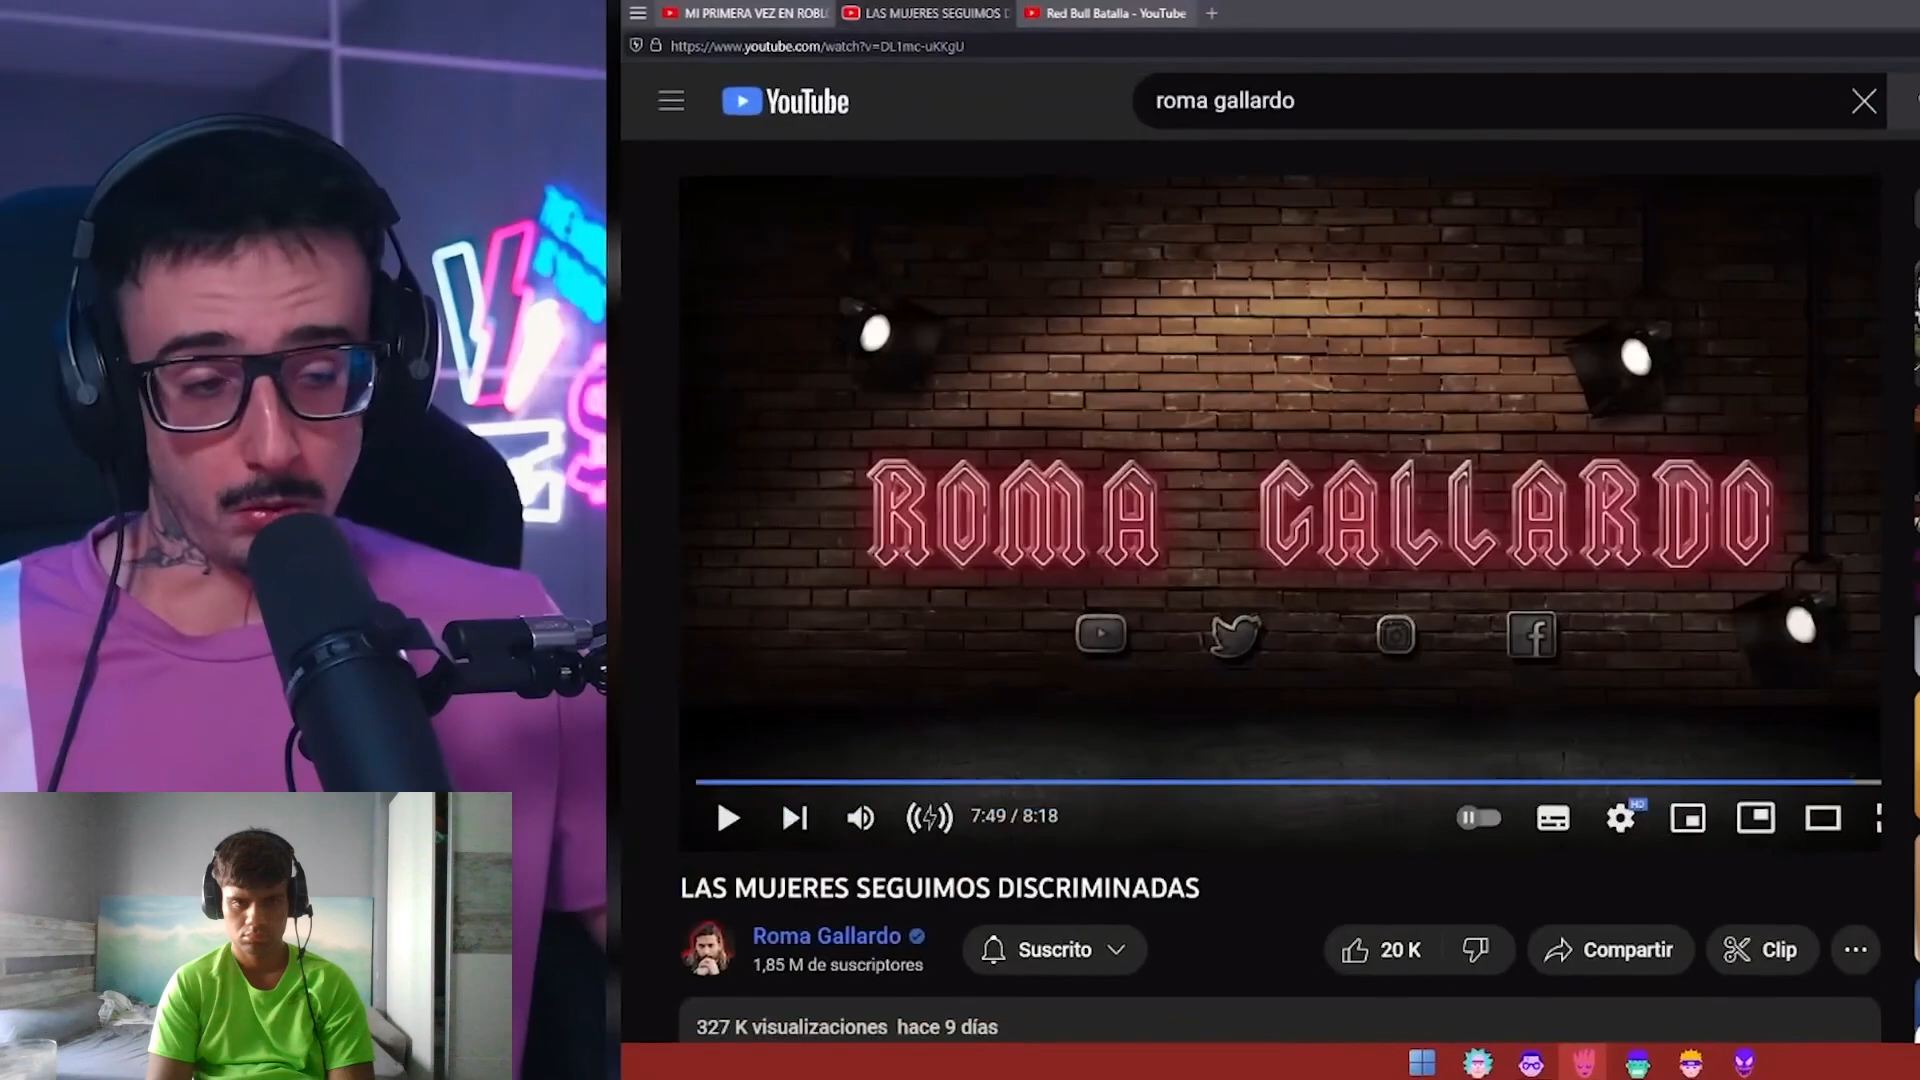 MI PRIMERA VEZ EN ROBL
LAS MUJERES SEGUIMOS D
Red Bull Batalla - YouTube
https://www.youtube.com/watch?v=DL1mc-uKKgU
YouTube
roma gallardo
ROMA GALLARDO
7:49 / 8:18
HD
LAS MUJERES SEGUIMOS DISCRIMINADAS
Roma Gallardo
1,85 M de suscriptores
Suscrito
20 K
Compartir
Clip
327 K visualizaciones hace 9 días